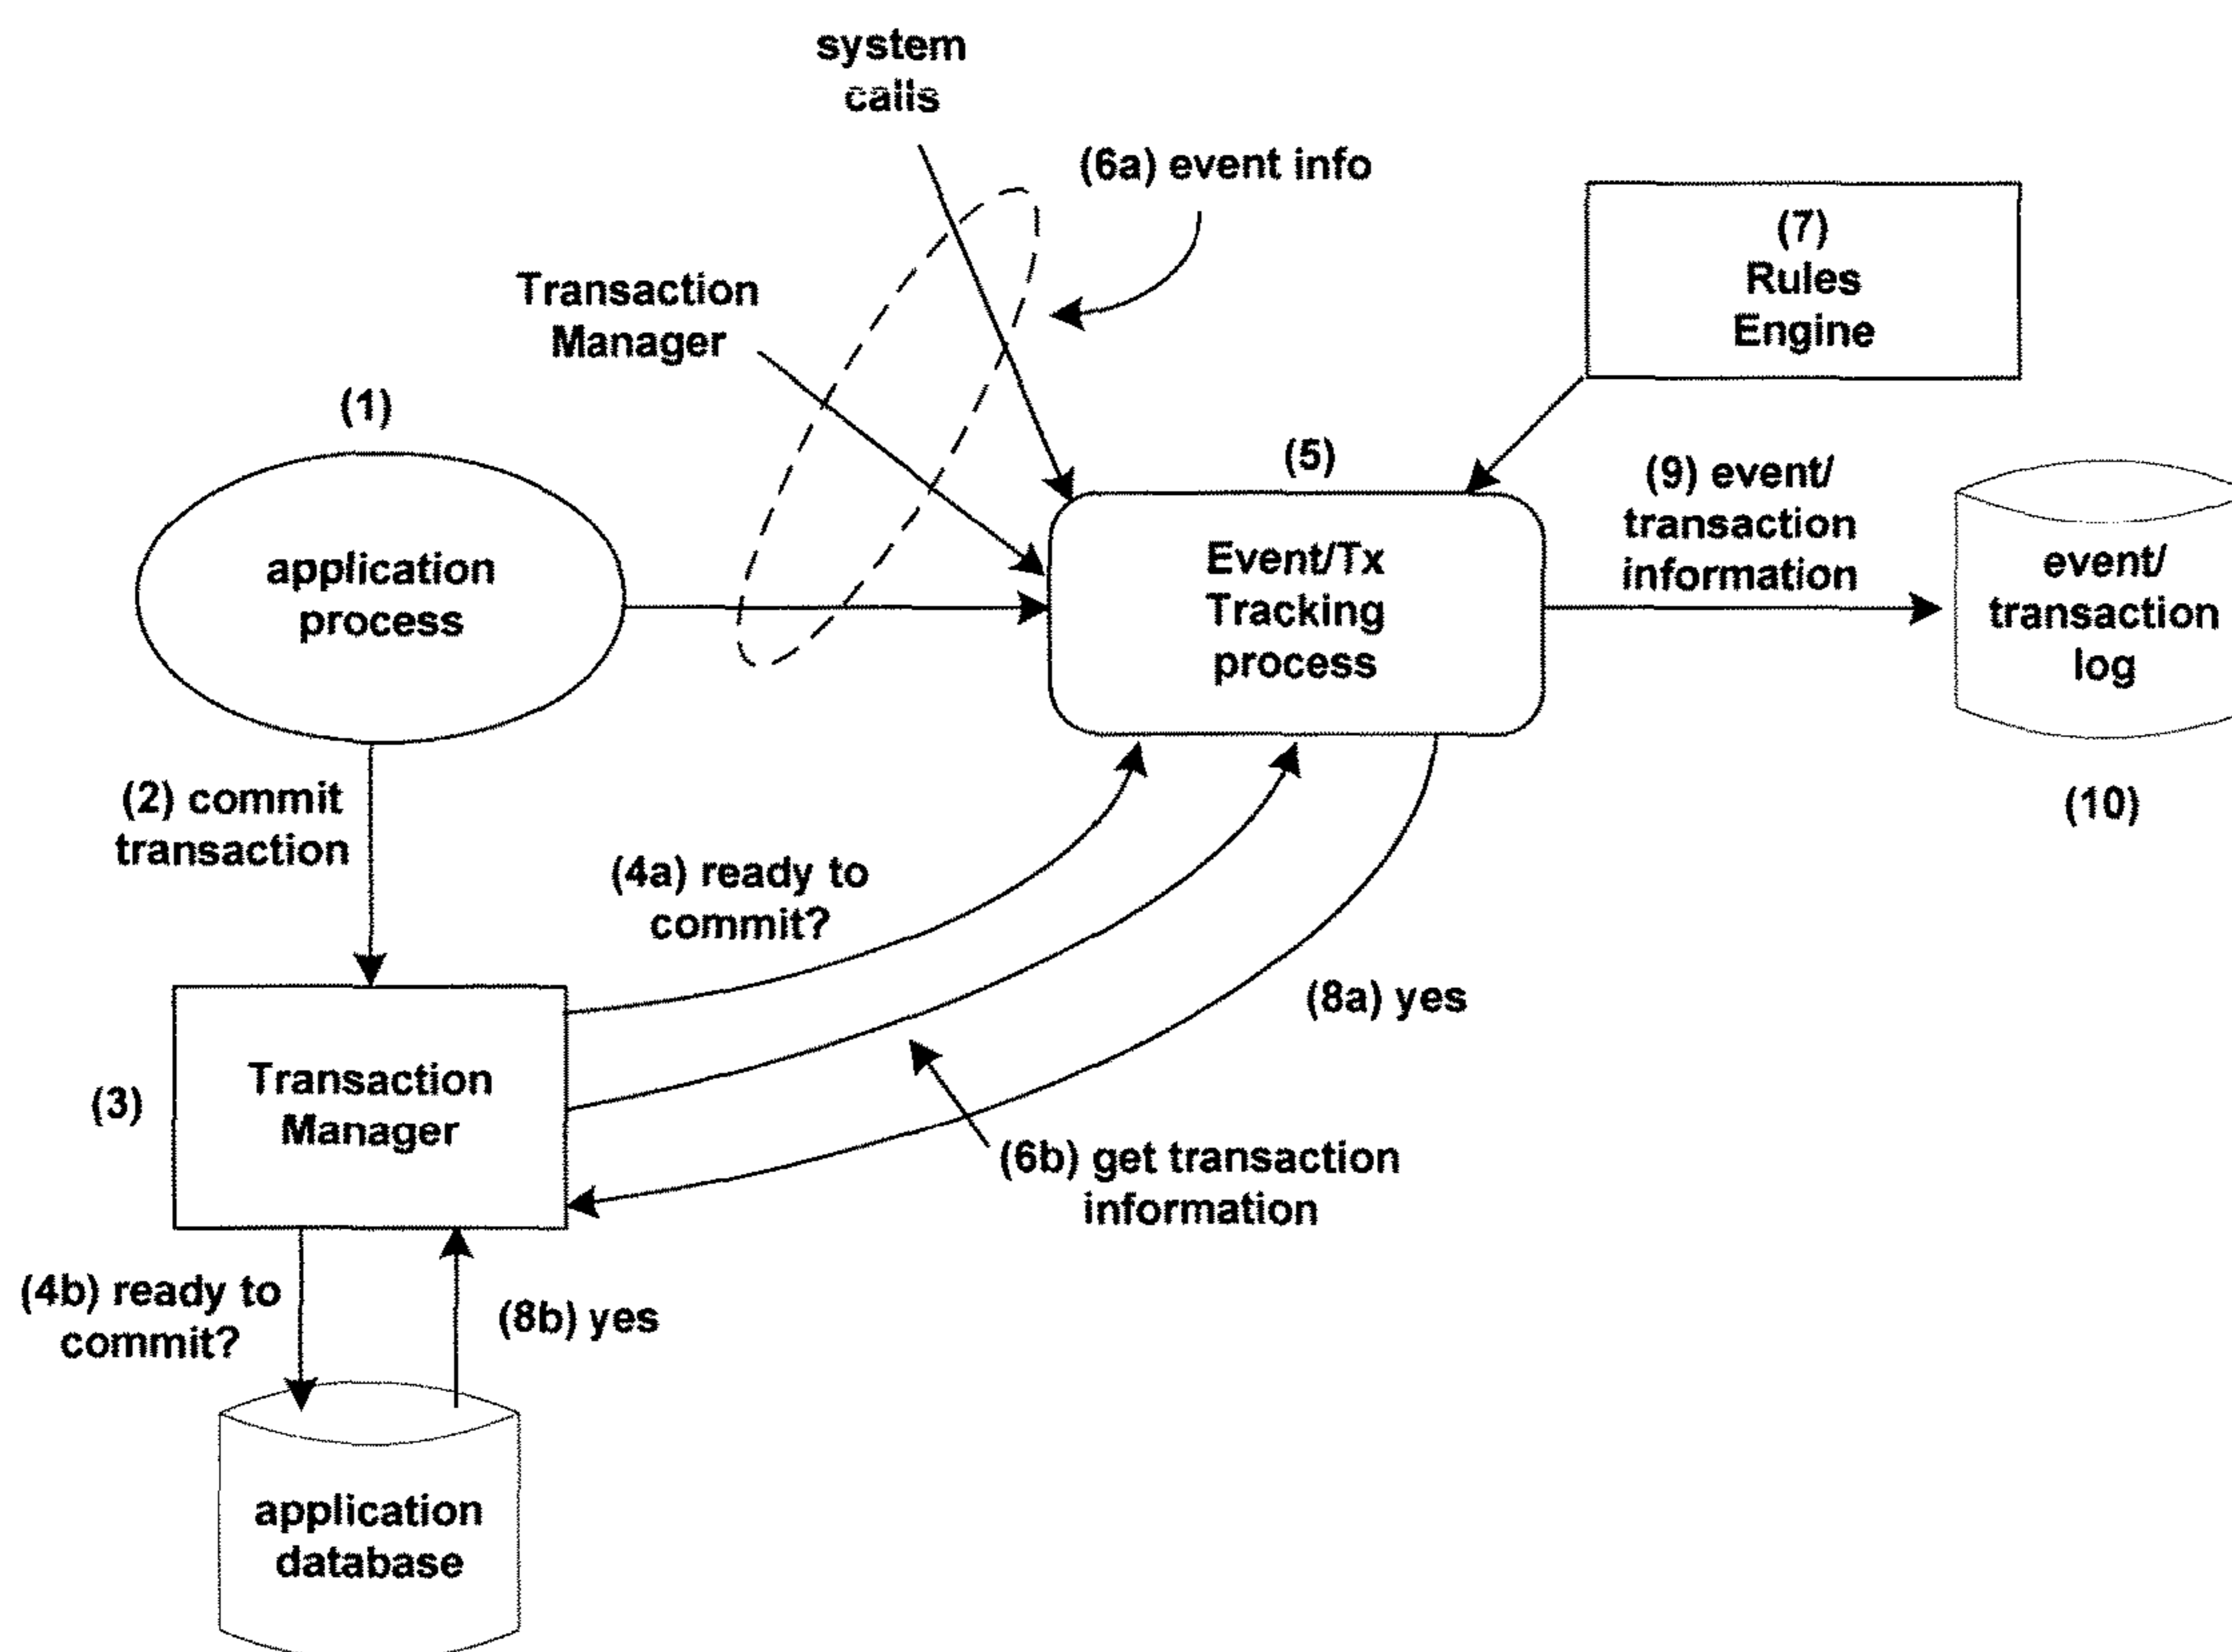 system
calls
(6a) event info
(7)
Rules
Engine
Transaction
Manager
(1)
(5)
(9) event/
transaction
information
application
process
Event/Tx
Tracking
process
event/
transaction
log
(2) commit
transaction
(10)
(4a) ready to
commit?
(8a) yes
(3)
Transaction
Manager
(6b) get transaction
information
(4b) ready to
commit?
(8b) yes
application
database